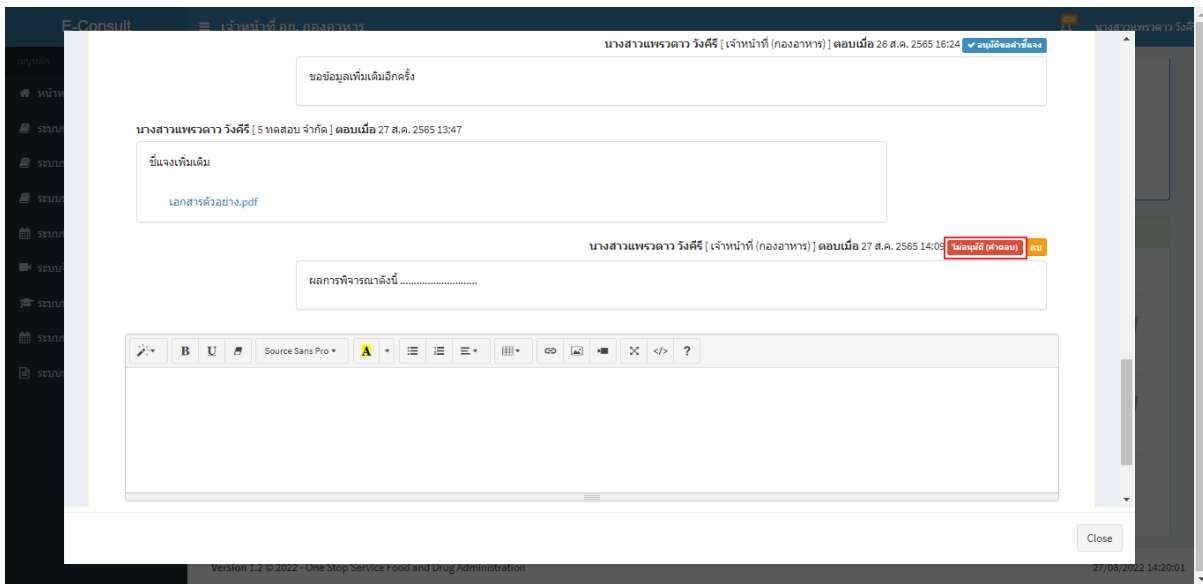 E-Consult
เจ้าหน้าที่ อย. กองอาหาร
นางสาวแพรวดาว วังคีรี
เมนูหลัก
นางสาวแพรวดาว วังคีรี [ เจ้าหน้าที่ (กองอาหาร) ] ตอบเมื่อ 26 ส.ค. 2565 16:24 อนุมัติขอคำชี้แจง
ขอข้อมูลเพิ่มเติมอีกครั้ง
นางสาวแพรวดาว วังคีรี [ 5 ทดสอบ จำกัด ] ตอบเมื่อ 27 ส.ค. 2565 13:47
ชี้แจงเพิ่มเติม
เอกสารตัวอย่าง.pdf
นางสาวแพรวดาว วังคีรี [ เจ้าหน้าที่ (กองอาหาร) ] ตอบเมื่อ 27 ส.ค. 2565 14:09 ไม่อนุมัติ (คำตอบ) ลบ
ผลการพิจารณาดังนี้ ............................
B U Source Sans Pro A </> ?
Close
Version 1.2 © 2022 - One Stop Service Food and Drug Administration
27/08/2022 14:20:01